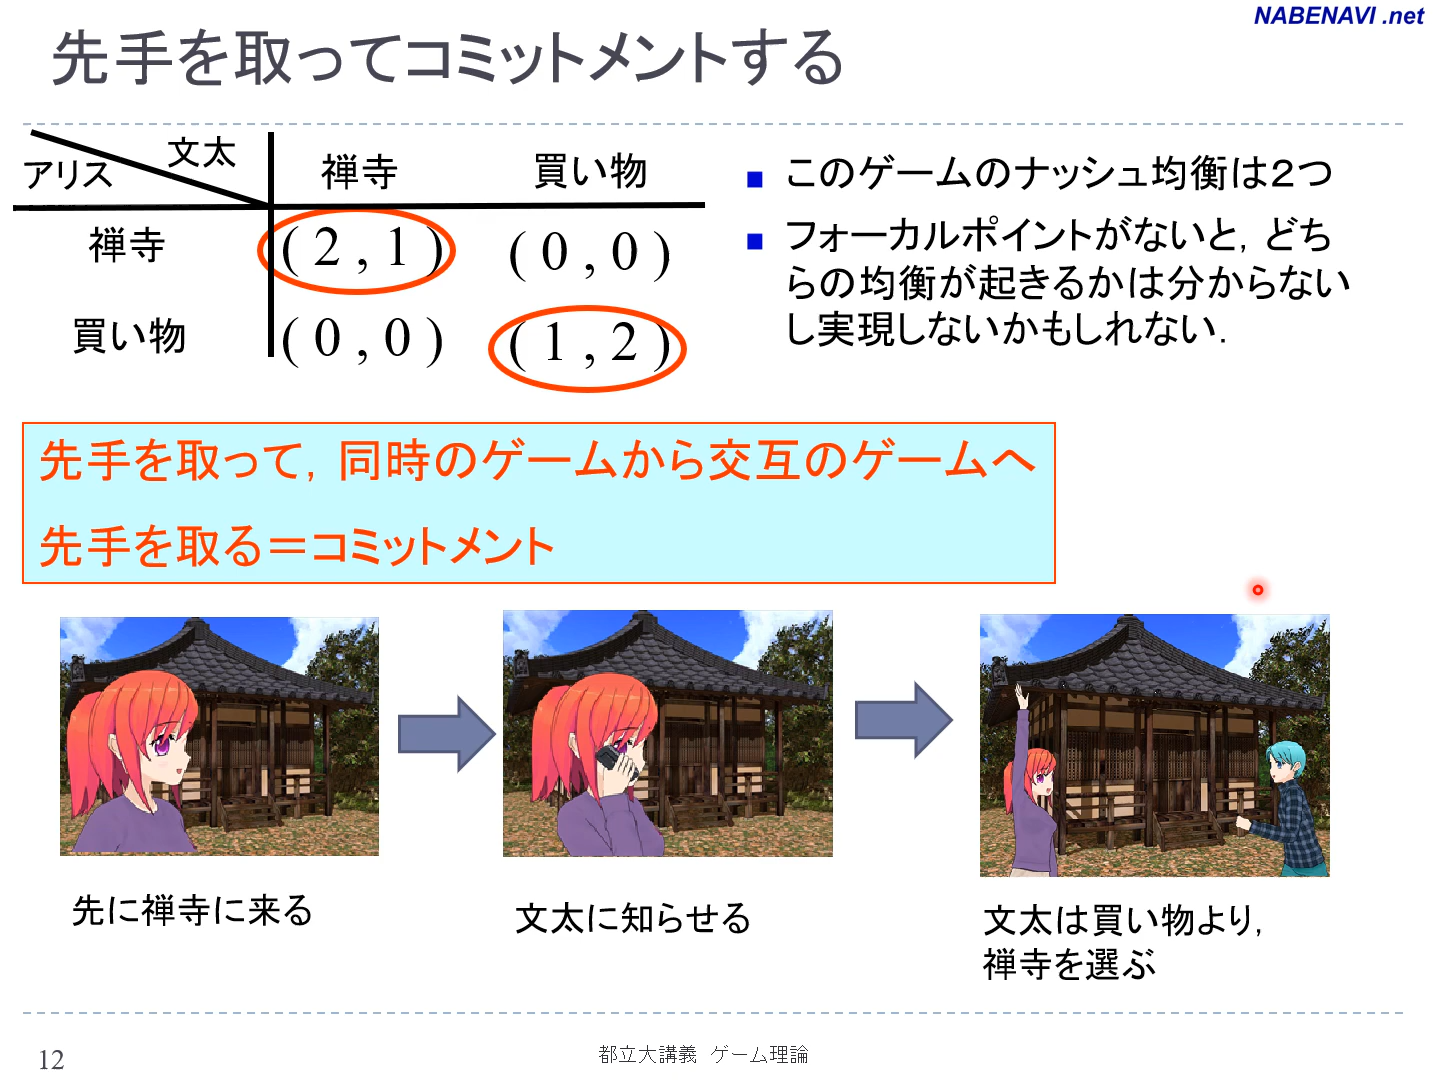 NABENAVI .net
先手を取ってコミットメントする
文太
アリス
禅寺
買い物
禅寺
( 2 , 1 )
( 0 , 0 )
買い物
( 0 , 0 )
( 1 , 2 )
このゲームのナッシュ均衡は２つ
フォーカルポイントがないと，どち
らの均衡が起きるかは分からない
し実現しないかもしれない．
先手を取って，同時のゲームから交互のゲームへ
先手を取る＝コミットメント
先に禅寺に来る
文太に知らせる
文太は買い物より，
禅寺を選ぶ
12
都立大講義　ゲーム理論